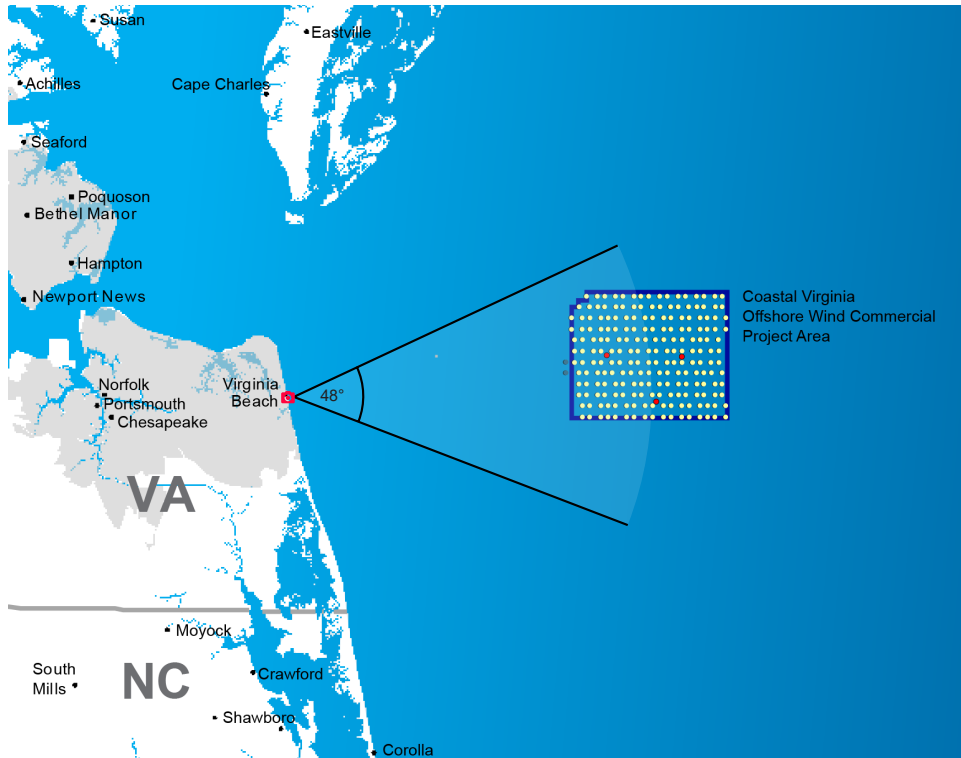 Susan
Eastville
Achilles
Cape Charles
Seaford
Poquoson
Bethel Manor
Hampton
Newport News
Coastal Virginia
Offshore Wind Commercial
Project Area
Norfolk
Portsmouth
Chesapeake
Virginia
Beach
48°
VA
Moyock
NC
South
Mills
Crawford
Shawboro
Corolla